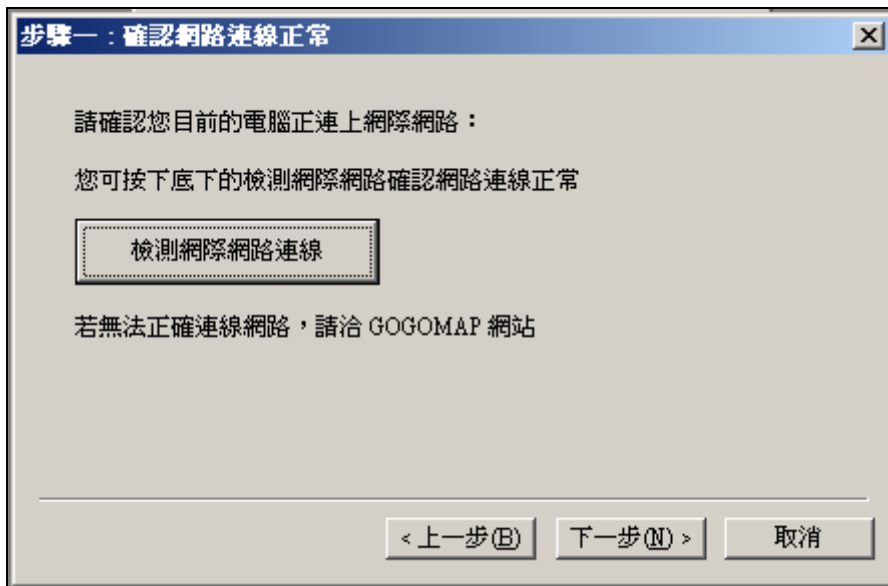 步驟一：確認網路連線正常
請確認您目前的電腦正連上網際網路：
您可按下底下的檢測網際網路確認網路連線正常
檢測網際網路連線
若無法正確連線網路，請洽 GOGOMAP 網站
<上一步(B) 下一步(N)> 取消